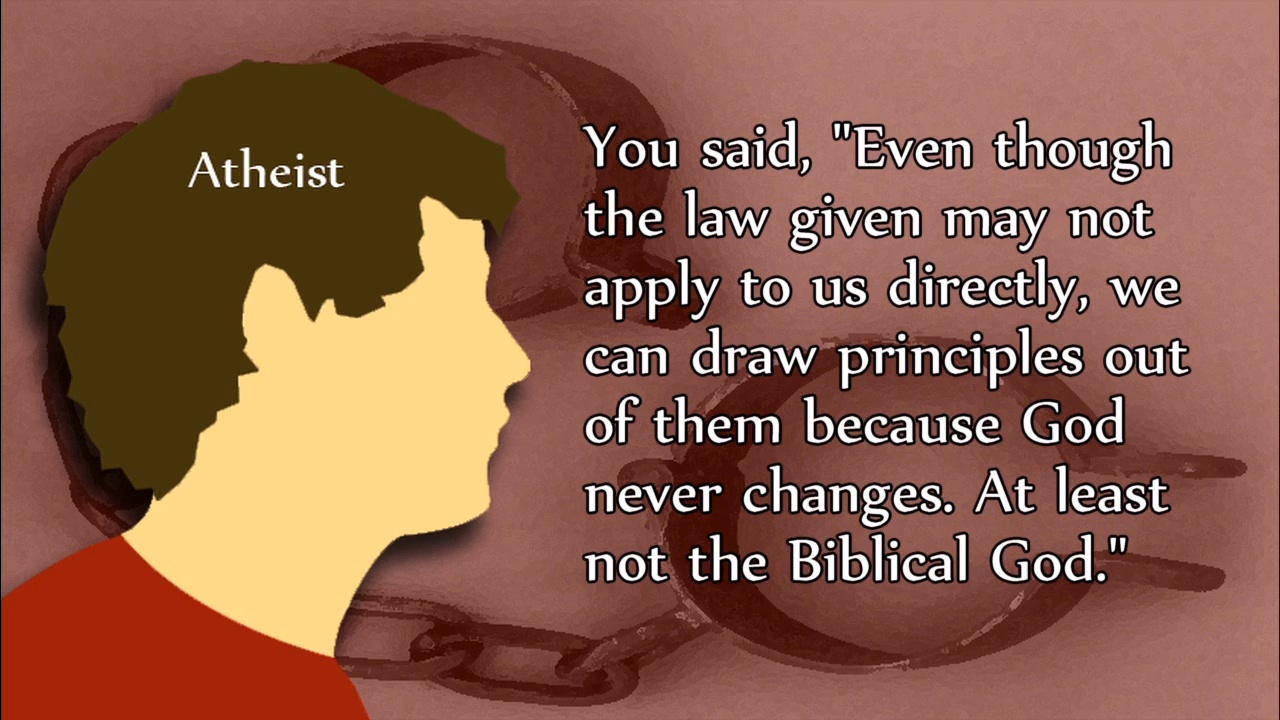 Atheist
You said, "Even though
the law given may not
apply to us directly, we
can draw principles out
of them because God
never changes. At least
not the Biblical God."